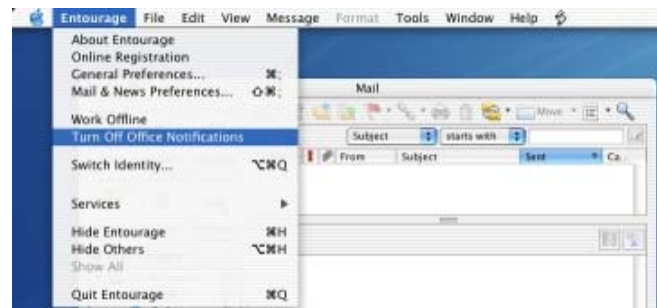 Entourage File Edit View Message Format Tools Window Help
About Entourage
Online Registration
General Preferences... ⌘;
Mail & News Preferences... ⇧⌘;
Work Offline
Turn Off Office Notifications
Switch Identity... ⌥⌘Q
Services
Hide Entourage ⌘H
Hide Others ⌥⌘H
Show All
Quit Entourage ⌘Q
Mail
Move
Subject starts with
From Subject Sent Ca